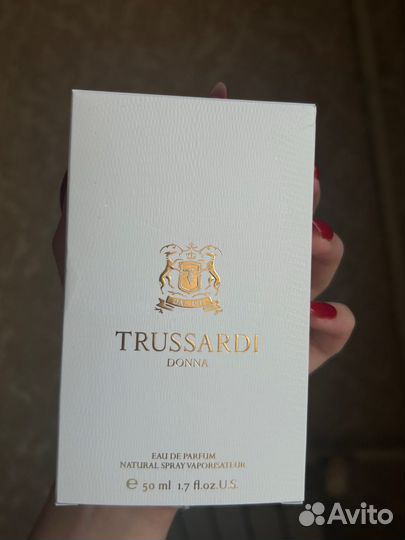 TRUSSARDI
DONNA
EAU DE PARFUM
NATURAL SPRAY VAPORISATEUR
℮ 50 ml 1.7 fl.oz.U.S.
Avito